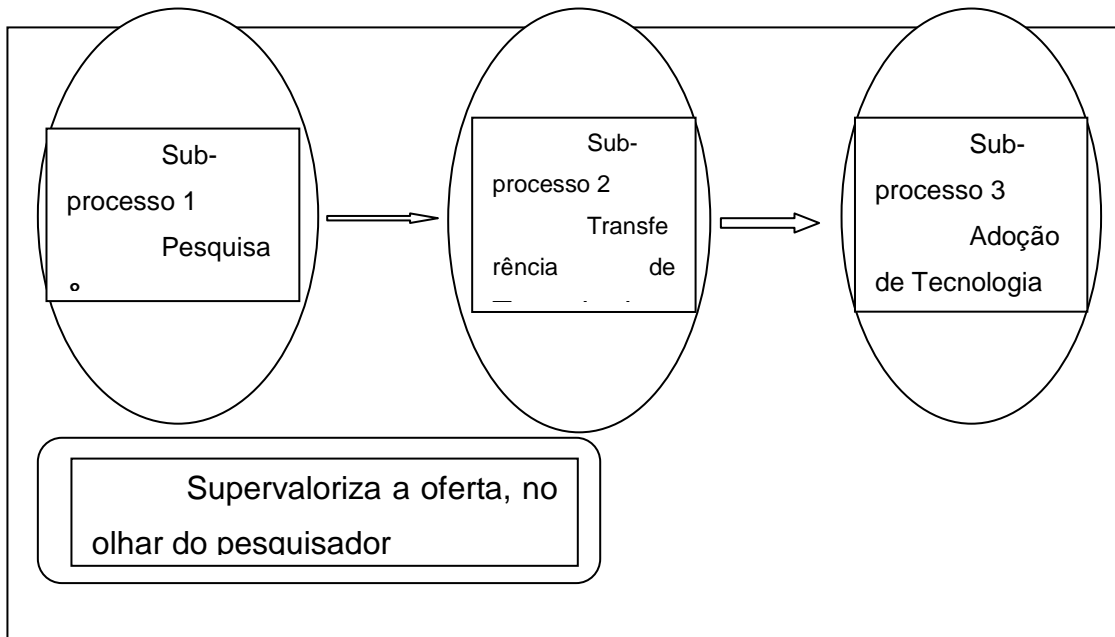 Sub-
processo 1
Pesquisa
Sub-
processo 2
Transfe
rência de
Sub-
processo 3
Adoção
de Tecnologia
Supervaloriza a oferta, no
olhar do pesquisador